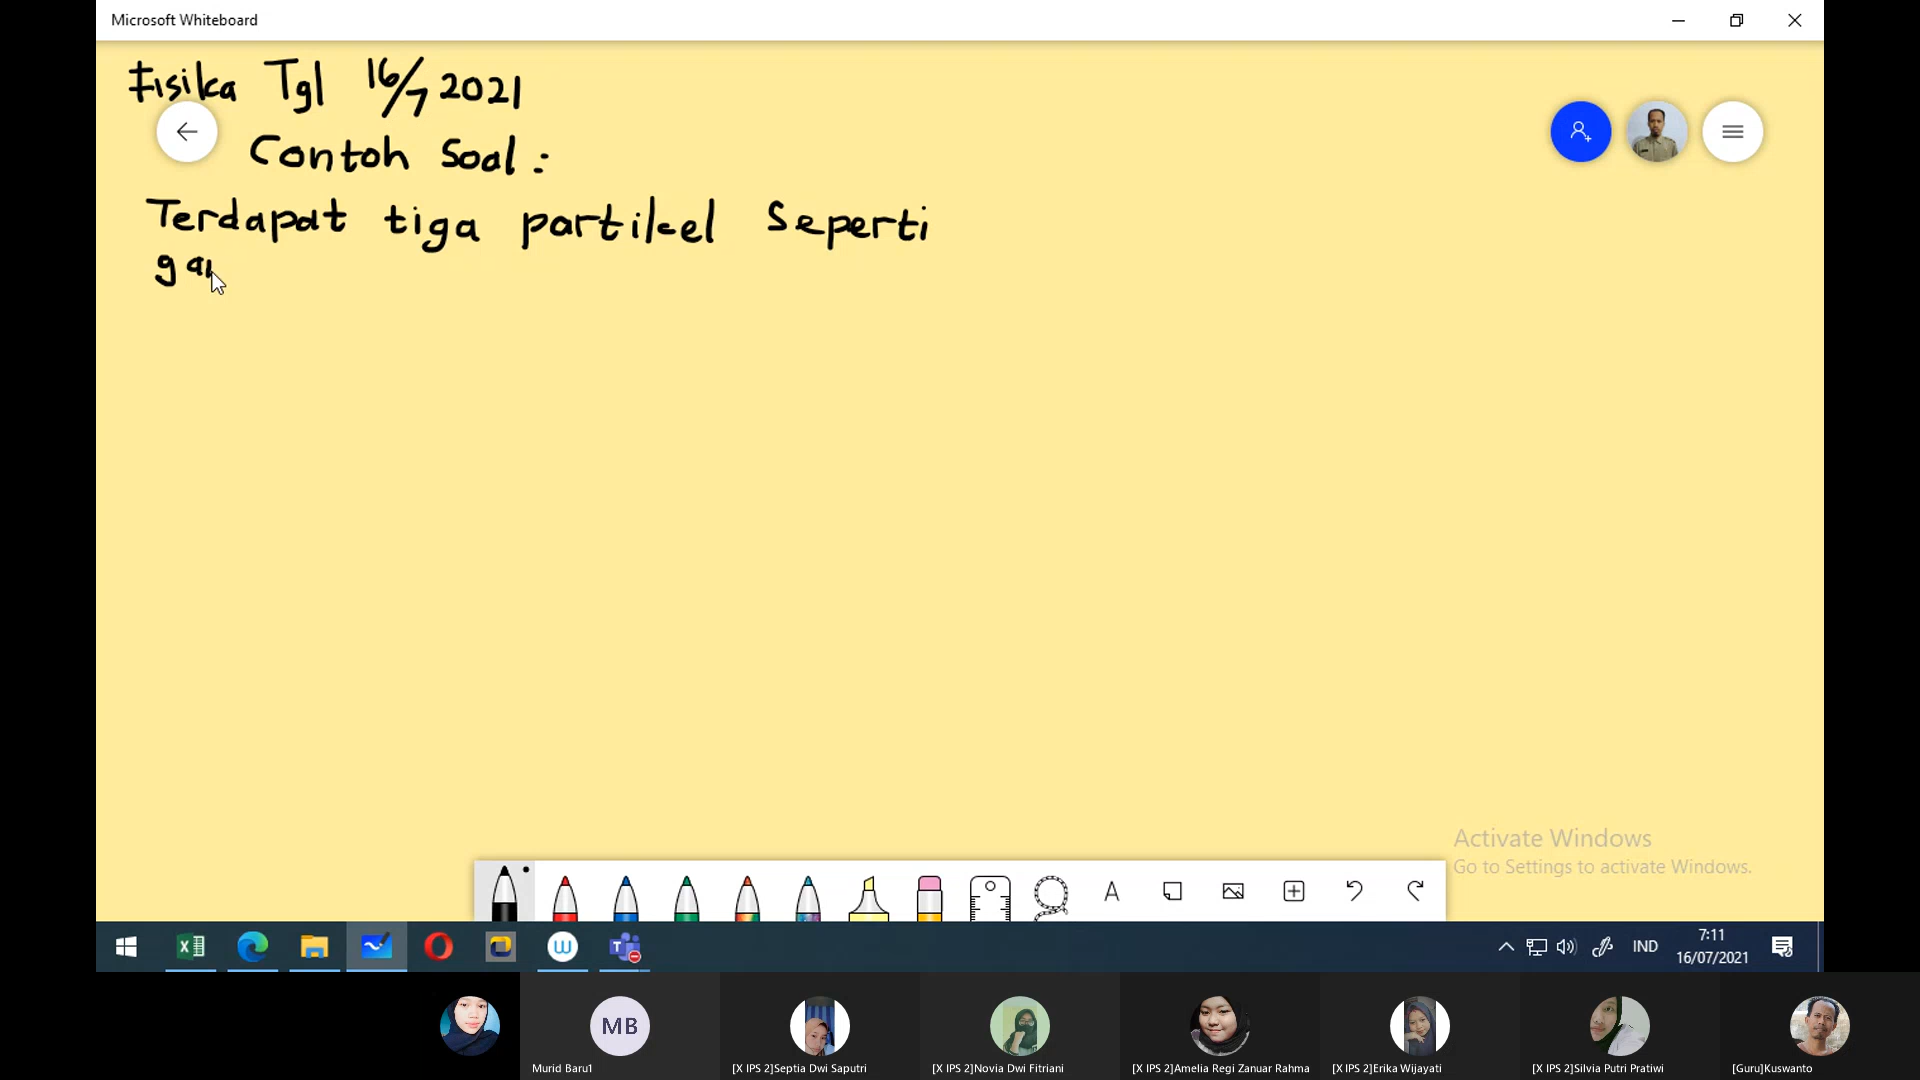 Microsoft Whiteboard
Fisika Tgl 16/7 2021
Contoh Soal :
Terdapat tiga partikel Seperti
Activate Windows
Go to Settings to activate Windows.
IND
7:11
16/07/2021
MB
Murid Baru1
[X IPS 2]Septia Dwi Saputri
[X IPS 2]Novia Dwi Fitriani
[X IPS 2]Amelia Regi Zanuar Rahma
[X IPS 2]Erika Wijayati
[X IPS 2]Silvia Putri Pratiwi
[Guru]Kuswanto